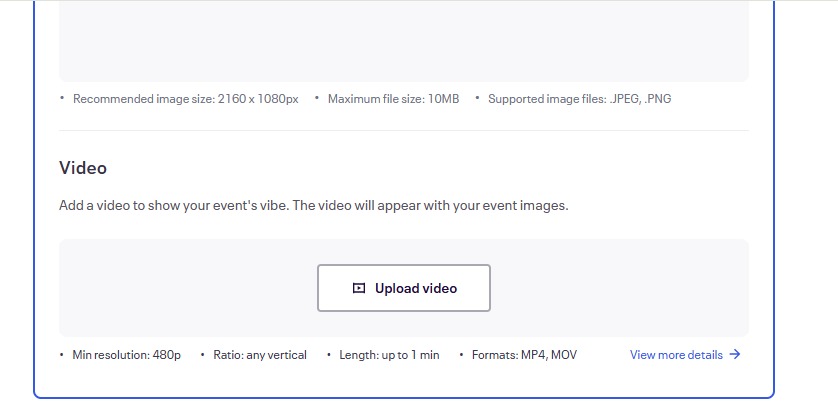 • Recommended image size: 2160 x 1080px • Maximum file size: 10MB • Supported image files: .JPEG, .PNG
Video
Add a video to show your event's vibe. The video will appear with your event images.
Upload video
• Min resolution: 480p • Ratio: any vertical • Length: up to 1 min • Formats: MP4, MOV View more details →